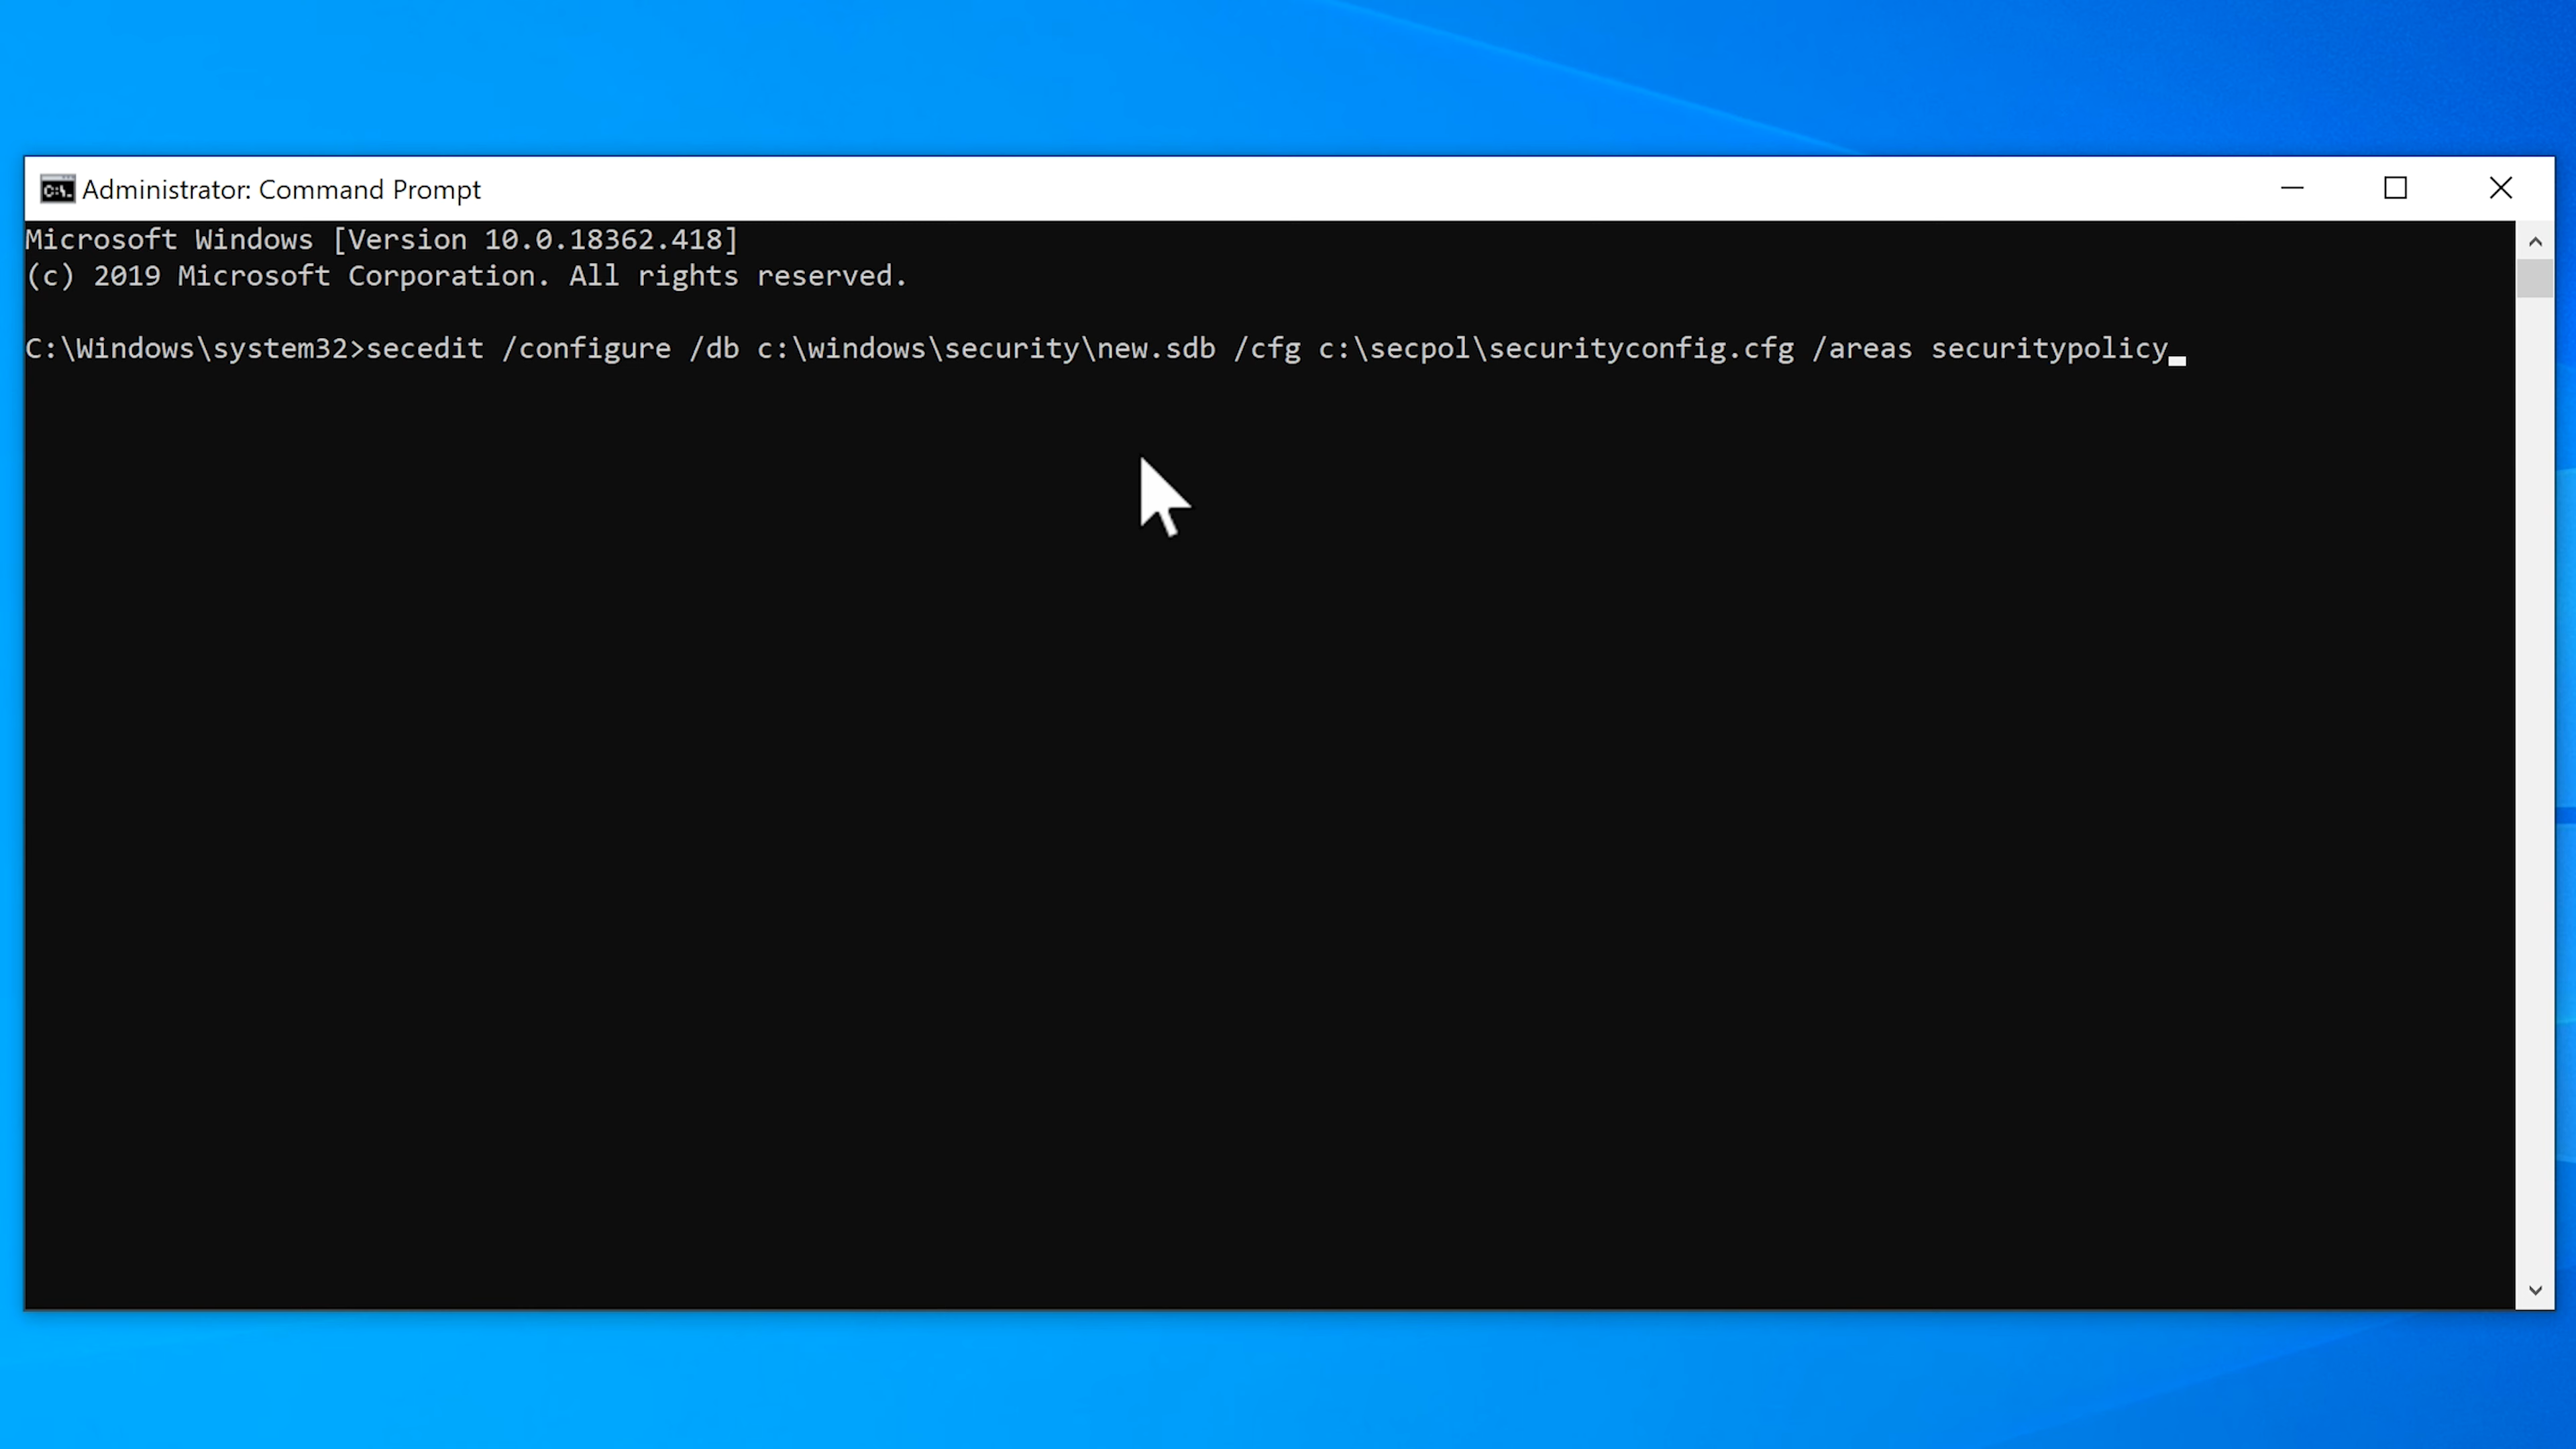 Administrator: Command Prompt
Microsoft Windows [Version 10.0.18362.418]
(c) 2019 Microsoft Corporation. All rights reserved.
C:\Windows\system32>secedit /configure /db c:\windows\security\new.sdb /cfg c:\secpol\securityconfig.cfg /areas securitypolicy